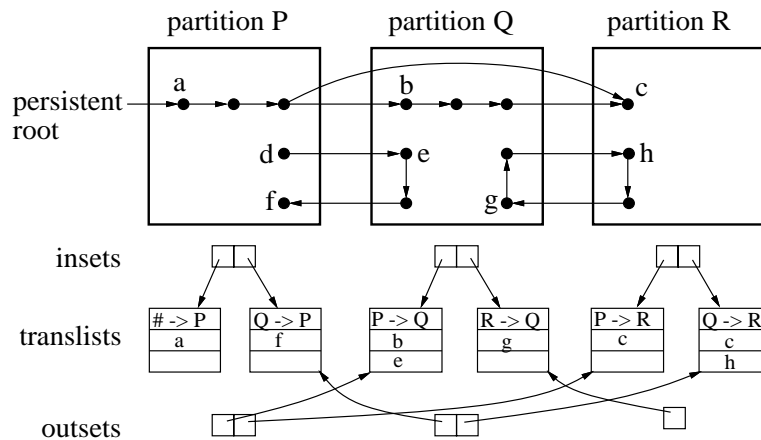 partition P partition Q partition R
a b c
persistent
root
d e h
f g
insets
# -> P Q -> P P -> Q R -> Q P -> R Q -> R
translists
a f b g c c
e h
outsets